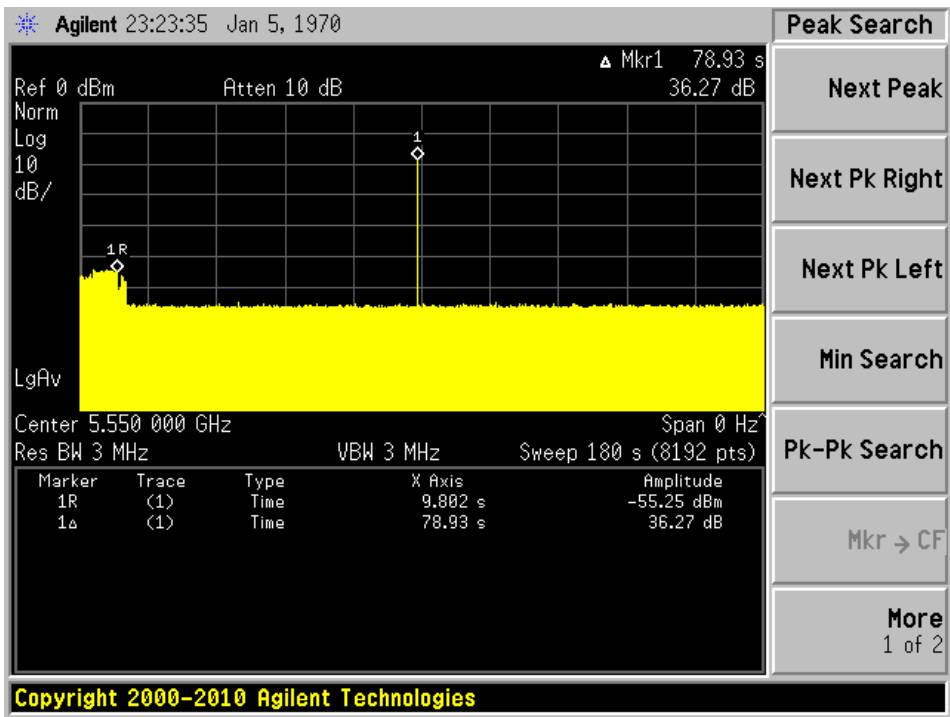 Agilent 23:23:35 Jan 5, 1970
Peak Search
Δ Mkr1 78.93 s
Ref 0 dBm Atten 10 dB 36.27 dB
Norm
Log
10
dB/
1
1R
LgAv
Center 5.550 000 GHz Span 0 Hz^
Res BW 3 MHz VBW 3 MHz Sweep 180 s (8192 pts)
Marker Trace Type X Axis Amplitude
1R (1) Time 9.802 s -55.25 dBm
1Δ (1) Time 78.93 s 36.27 dB
Next Peak
Next Pk Right
Next Pk Left
Min Search
Pk-Pk Search
Mkr → CF
More
1 of 2
Copyright 2000-2010 Agilent Technologies